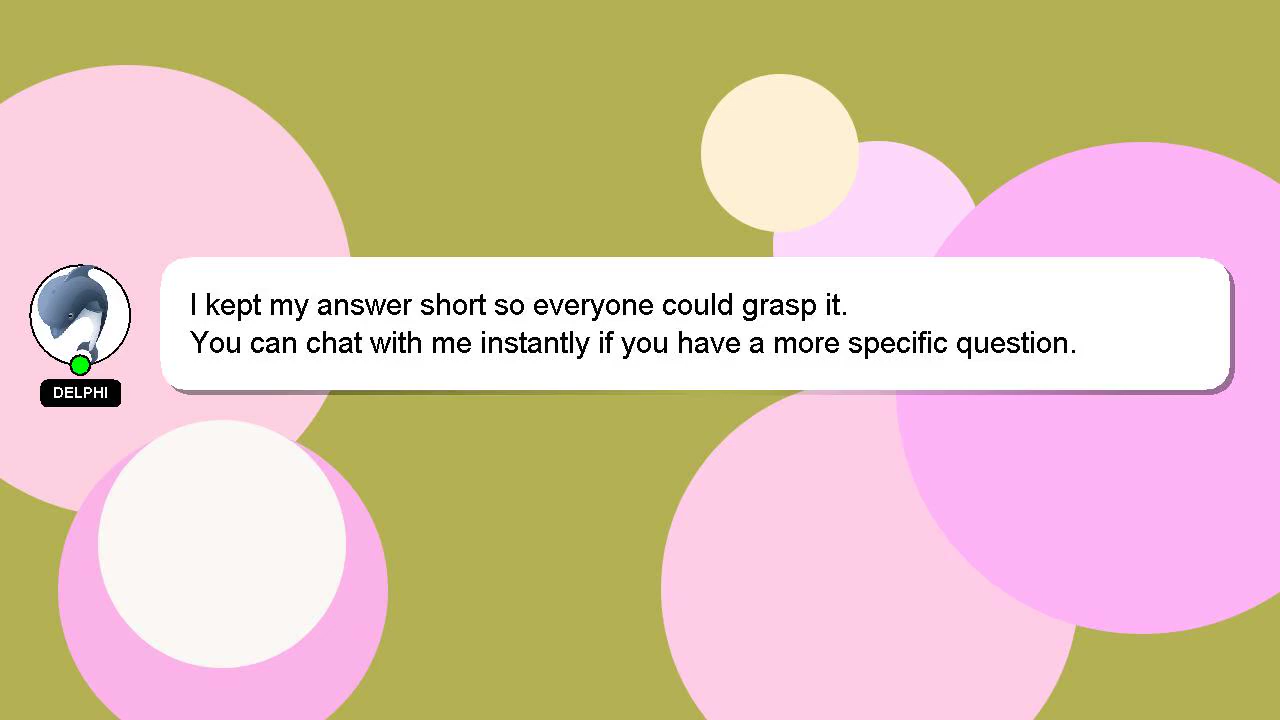 I kept my answer short so everyone could grasp it.
You can chat with me instantly if you have a more specific question.
DELPHI